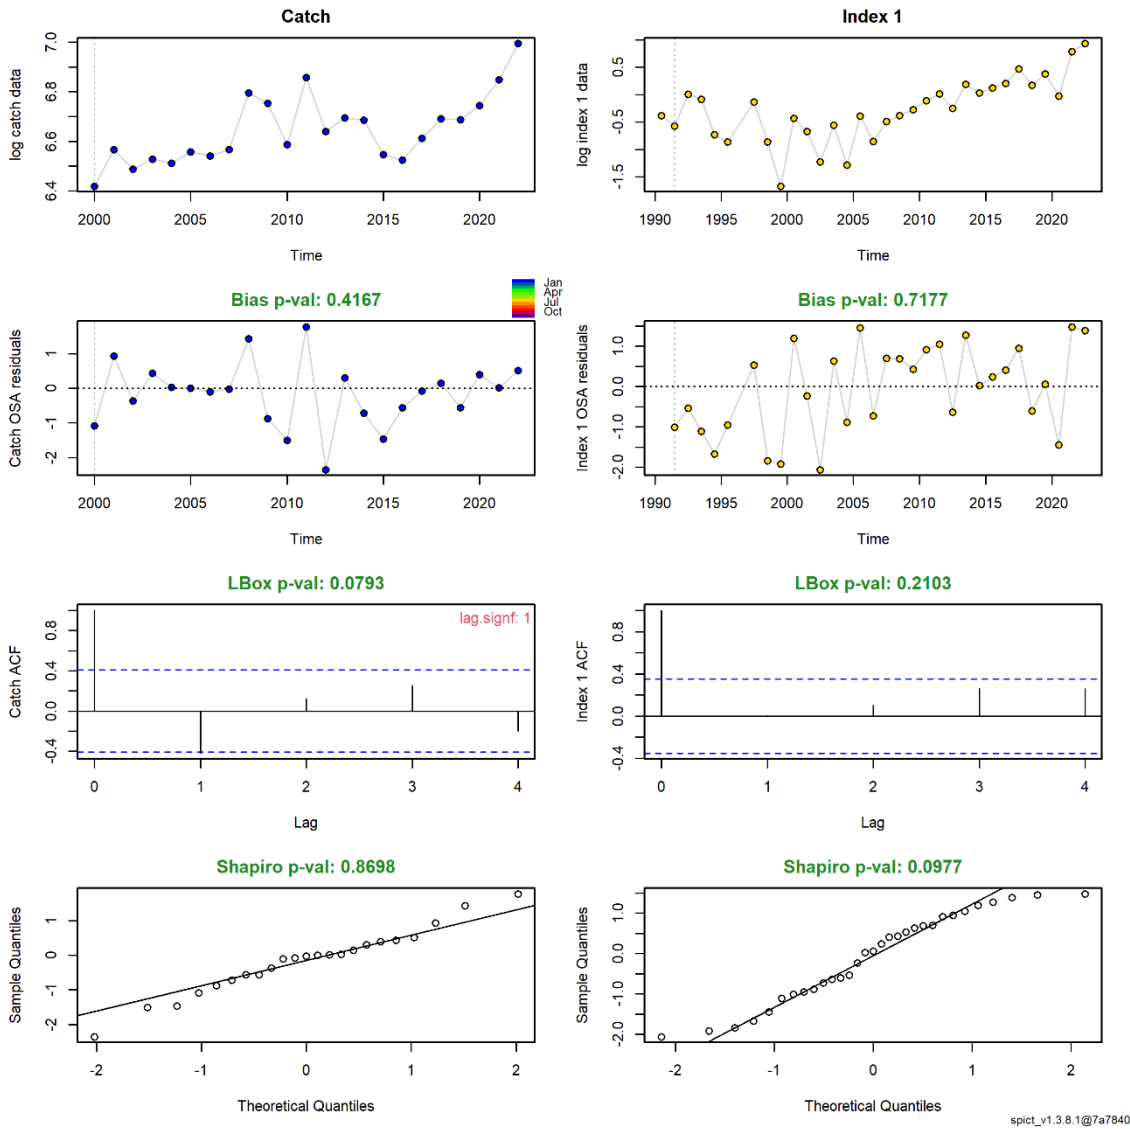 Catch
log catch data
6.4 6.6 6.8 7.0
2000 2005 2010 2015 2020
Time
Index 1
log index 1 data
-1.5 -0.5 0.5
1990 1995 2000 2005 2010 2015 2020
Time
Bias p-val: 0.4167
Jan
Apr
Jul
Oct
Catch OSA residuals
-2 -1 0 1
2000 2005 2010 2015 2020
Time
Bias p-val: 0.7177
Index 1 OSA residuals
-2.0 -1.0 0.0 1.0
1990 1995 2000 2005 2010 2015 2020
Time
LBox p-val: 0.0793
lag.signf: 1
Catch ACF
-0.4 0.0 0.4 0.8
0 1 2 3 4
Lag
LBox p-val: 0.2103
Index 1 ACF
-0.4 0.0 0.4 0.8
0 1 2 3 4
Lag
Shapiro p-val: 0.8698
Sample Quantiles
-2 -1 0 1
-2 -1 0 1 2
Theoretical Quantiles
Shapiro p-val: 0.0977
Sample Quantiles
-2.0 -1.0 0.0 1.0
-2 -1 0 1 2
Theoretical Quantiles
spict_v1.3.8.1@7a7840